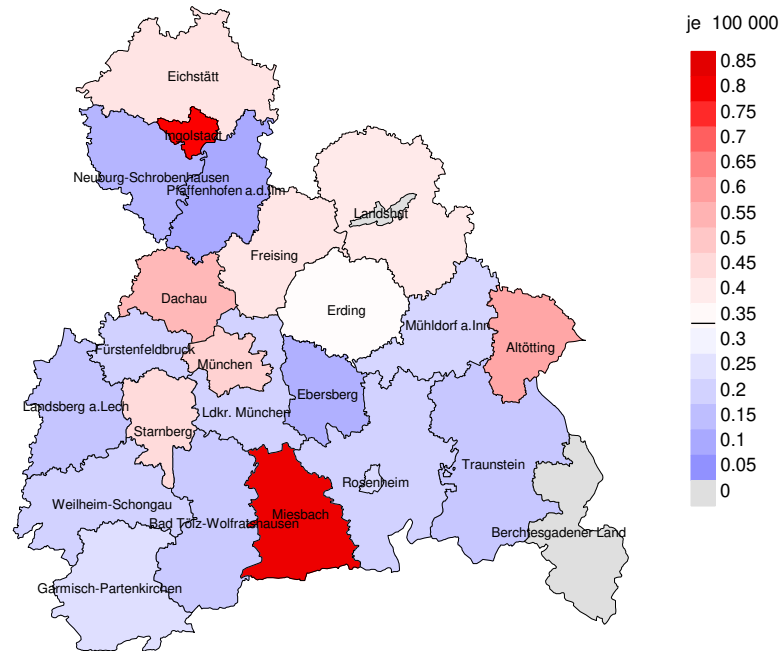 je 100 000
0.85
0.8
0.75
0.7
0.65
0.6
0.55
0.5
0.45
0.4
0.35
0.3
0.25
0.2
0.15
0.1
0.05
0
Eichstätt
Ingolstadt
Neuburg-Schrobenhausen
Pfaffenhofen a.d.Ilm
Landshut
Freising
Dachau
Erding
Mühldorf a.Inn
Altötting
Fürstenfeldbruck
München
Ebersberg
Landsberg a.Lech
Ldkr. München
Starnberg
Traunstein
Rosenheim
Weilheim-Schongau
Miesbach
Bad Tölz-Wolfratshausen
Berchtesgadener Land
Garmisch-Partenkirchen